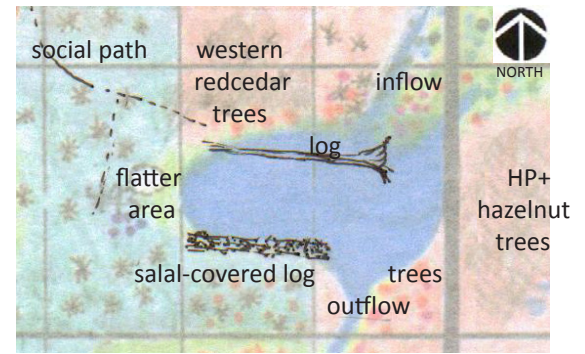 social path
western
redcedar
trees
inflow
NORTH
log
flatter
area
HP+
hazelnut
trees
salal-covered log
trees
outflow